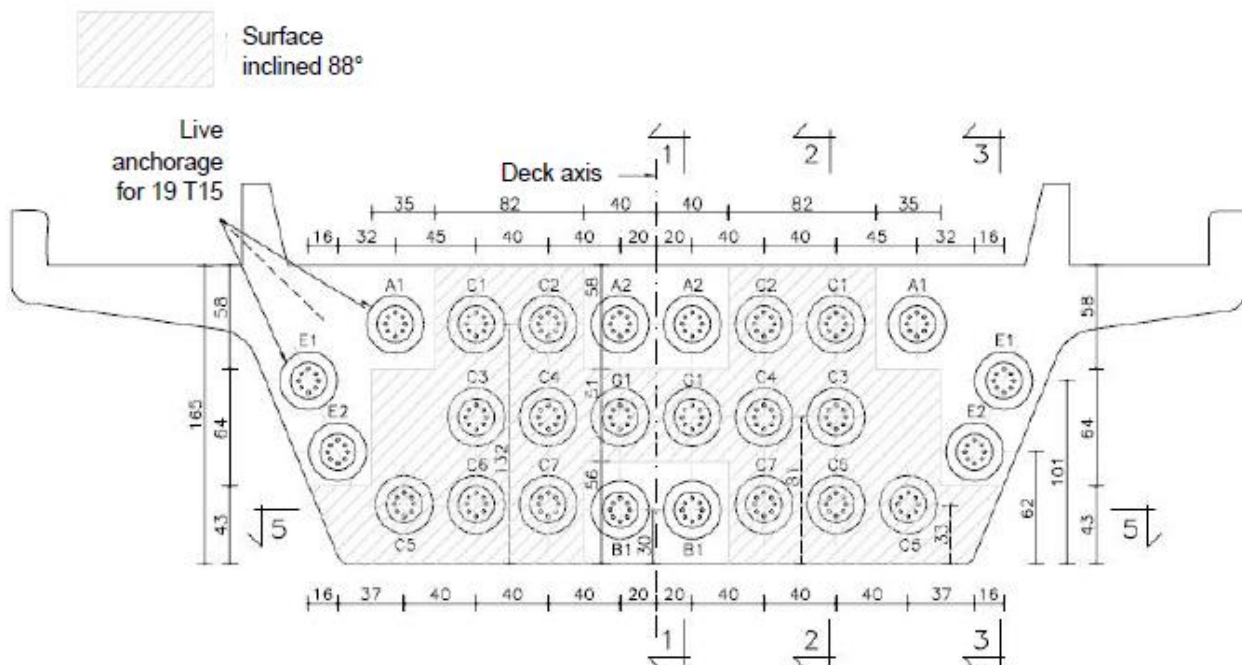 Surface
inclined 88°
Live
anchorage
for 19 T15
Deck axis
1 2 3
35 82 40 40 82 35
16 32 45 40 40 20 20 40 40 45 32 16
A1 C1 C2 A2 A2 C2 C1 A1
58 58 58
E1 E1
C3 C4 G1 G1 C4 C3
51
E2 E2
165 64 132 81 101 64
C6 C7 56 C7 C5
62
5 43 30 33 43 5
C5 B1 B1 C5
16 37 40 40 40 20 20 40 40 40 37 16
1 2 3